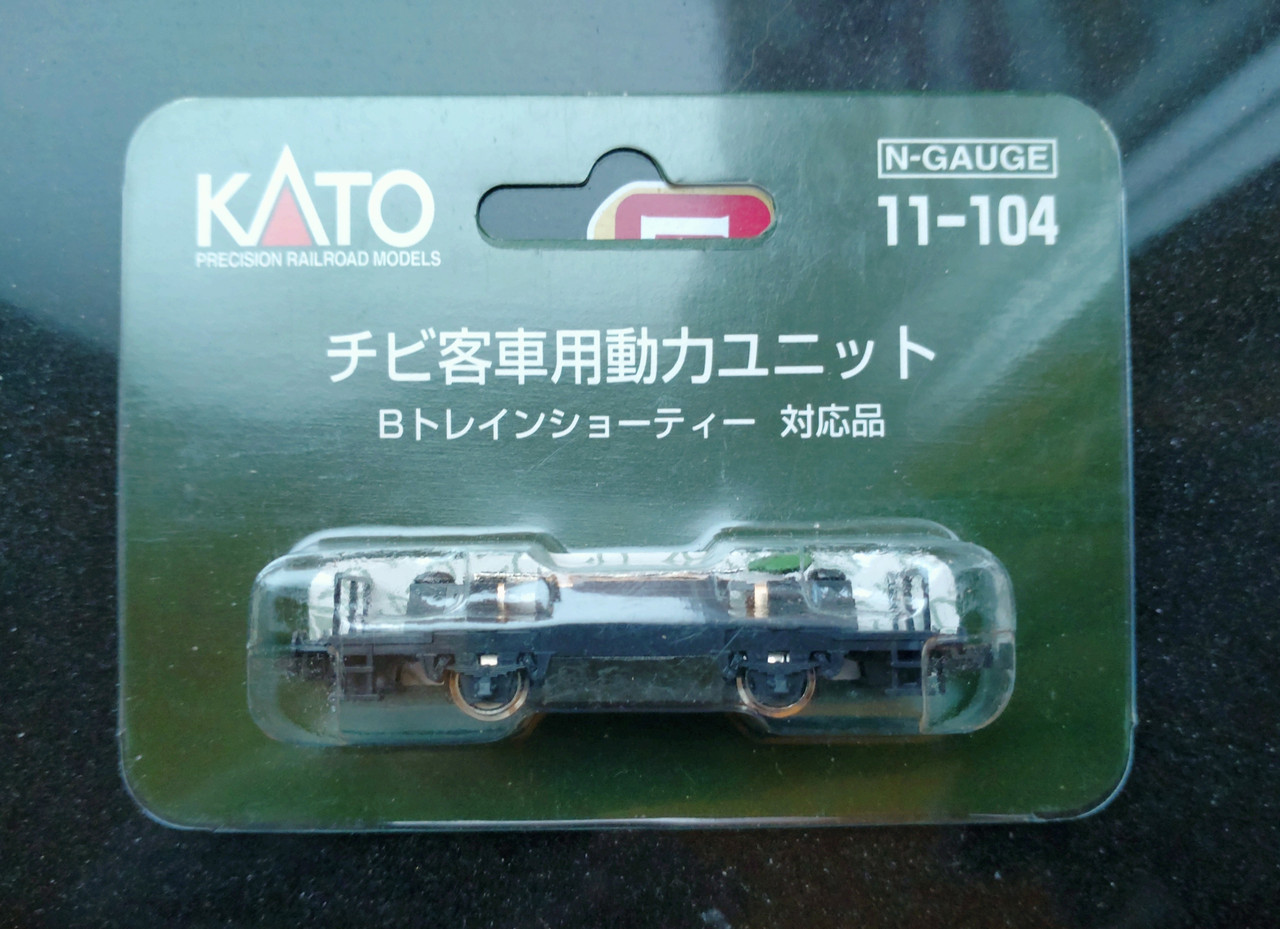 KATO
PRECISION RAILROAD MODELS
N-GAUGE
11-104
チビ客車用動力ユニット
Bトレインショーティー 対応品